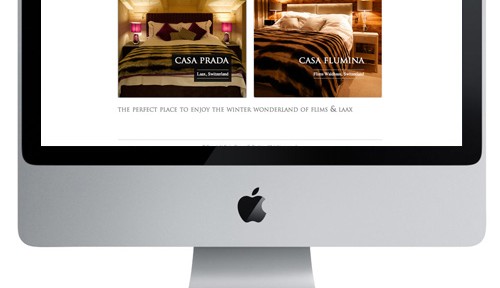 CASA PRADA
Laax, Switzerland
CASA FLUMINA
Flims Waldhaus, Switzerland
THE PERFECT PLACE TO ENJOY THE WINTER WONDERLAND OF FLIMS & LAAX